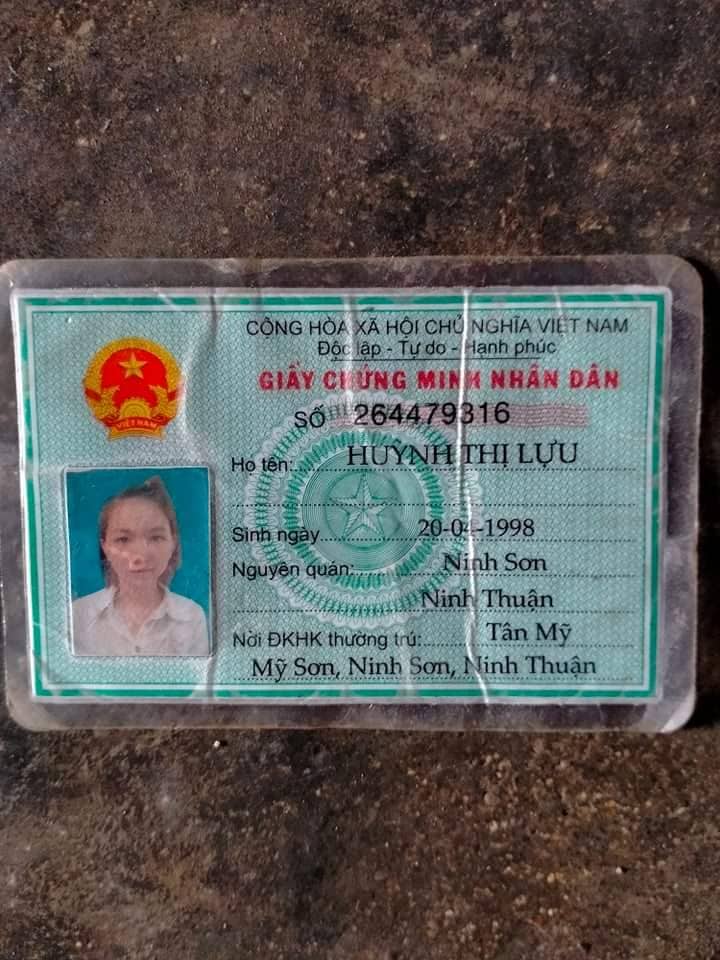 CỘNG HÒA XÃ HỘI CHỦ NGHĨA VIỆT NAM
Độc lập - Tự do - Hạnh phúc
GIẤY CHỨNG MINH NHÂN DÂN
SỐ 264479316
Họ tên: HUỲNH THỊ LỰU
Sinh ngày 20-04-1998
Nguyên quán: Ninh Sơn
Ninh Thuận
Nơi ĐKHK thường trú: Tân Mỹ
Mỹ Sơn, Ninh Sơn, Ninh Thuận
VIỆT NAM